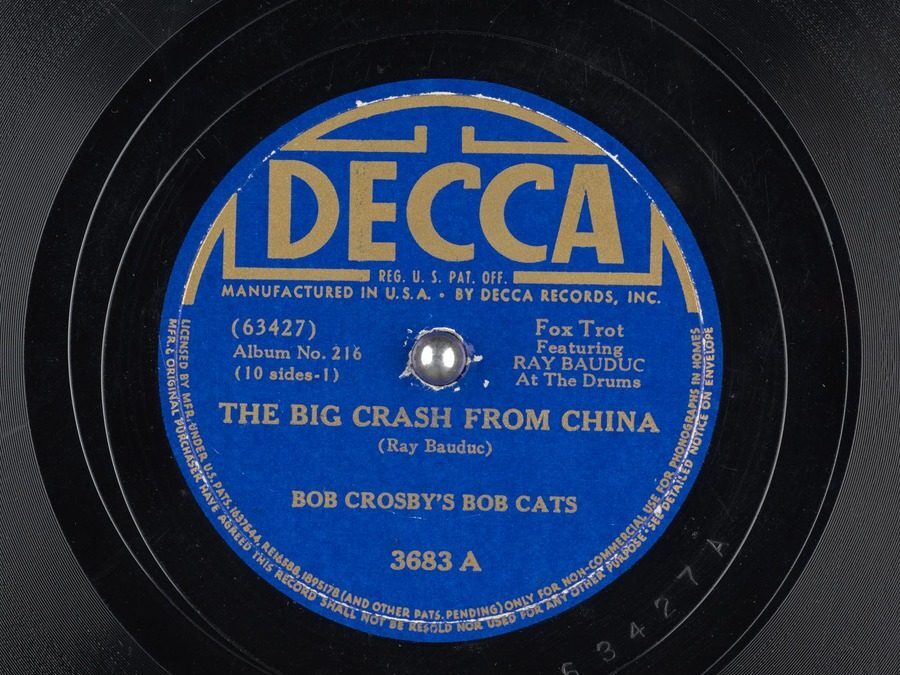 DECCA
REG. U. S. PAT. OFF.
MANUFACTURED IN U.S.A. • BY DECCA RECORDS, INC.
(63427)
Album No. 216
(10 sides-1)
Fox Trot
Featuring
RAY BAUDUC
At The Drums
THE BIG CRASH FROM CHINA
(Ray Bauduc)
BOB CROSBY'S BOB CATS
3683 A
LICENSED BY MFR. UNDER U.S. PATS. 1637544, RE16588, 1895178 (AND OTHER PATS. PENDING) ONLY FOR NON-COMMERCIAL USE FOR PHONOGRAPHS IN HOMES
MFR. & ORIGINAL PURCHASER HAVE AGREED THIS RECORD SHALL NOT BE RESOLD NOR USED FOR ANY OTHER PURPOSE · SEE DETAILED NOTICE ON ENVELOPE
63427 A